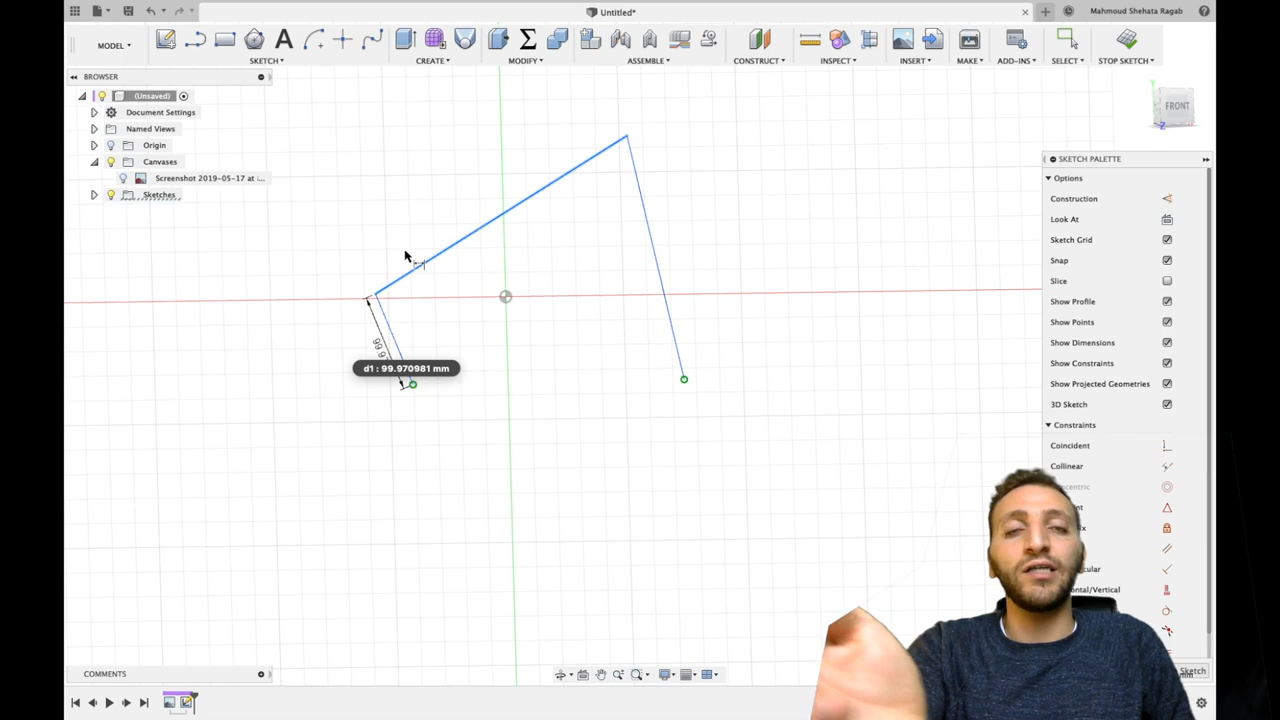 Untitled*
Mahmoud Shehata Ragab
MODEL
SKETCH
CREATE
MODIFY
ASSEMBLE
CONSTRUCT
INSPECT
INSERT
MAKE
ADD-INS
SELECT
STOP SKETCH
BROWSER
(Unsaved)
Document Settings
Named Views
Origin
Canvases
Screenshot 2019-05-17 at i...
Sketches
FRONT
Y
Z
SKETCH PALETTE
Options
Construction
Look At
Sketch Grid
Snap
Slice
Show Profile
Show Points
Show Dimensions
Show Constraints
Show Projected Geometries
3D Sketch
Constraints
Coincident
Collinear
d1 : 99.970981 mm
COMMENTS